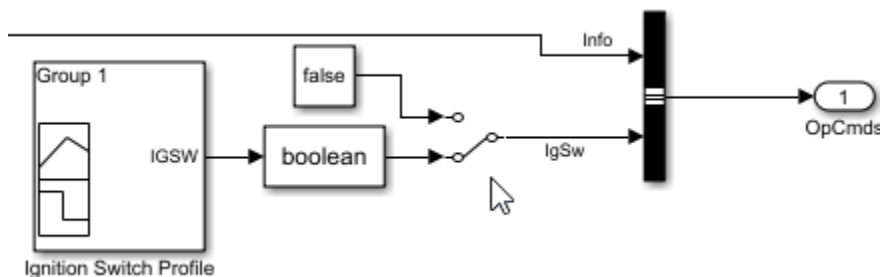 Info
Group 1
false
1
OpCmds
IGSW
boolean
IgSw
Ignition Switch Profile